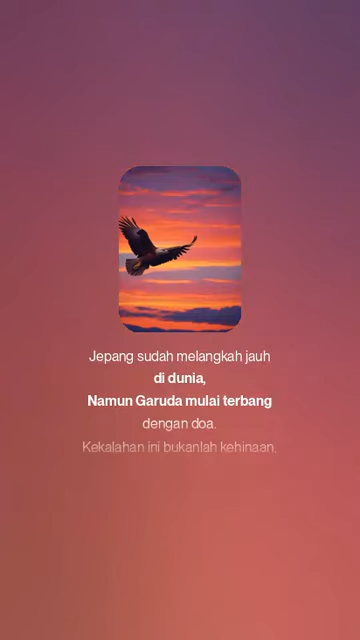 Jepang sudah melangkah jauh
di dunia,
Namun Garuda mulai terbang
dengan doa.
Kekalahan ini bukanlah kehinaan,